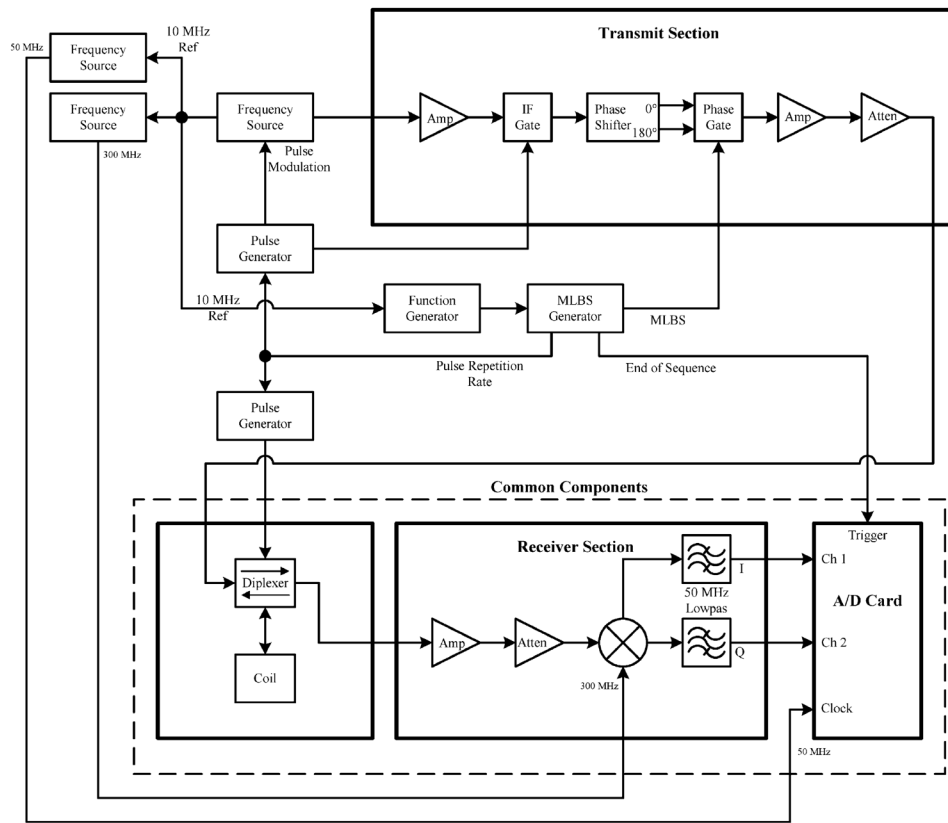 Transmit Section
10 MHz
Ref
50 MHz
Frequency
Source
Frequency
Source
300 MHz
Frequency
Source
Pulse
Modulation
Amp
IF
Gate
Phase
Shifter
0°
180°
Phase
Gate
Amp
Atten
Pulse
Generator
10 MHz
Ref
Function
Generator
MLBS
Generator
MLBS
Pulse Repetition
Rate
End of Sequence
Pulse
Generator
Common Components
Receiver Section
Diplexer
Coil
Amp
Atten
300 MHz
I
50 MHz
Lowpas
Q
Trigger
Ch 1
A/D Card
Ch 2
Clock
50 MHz